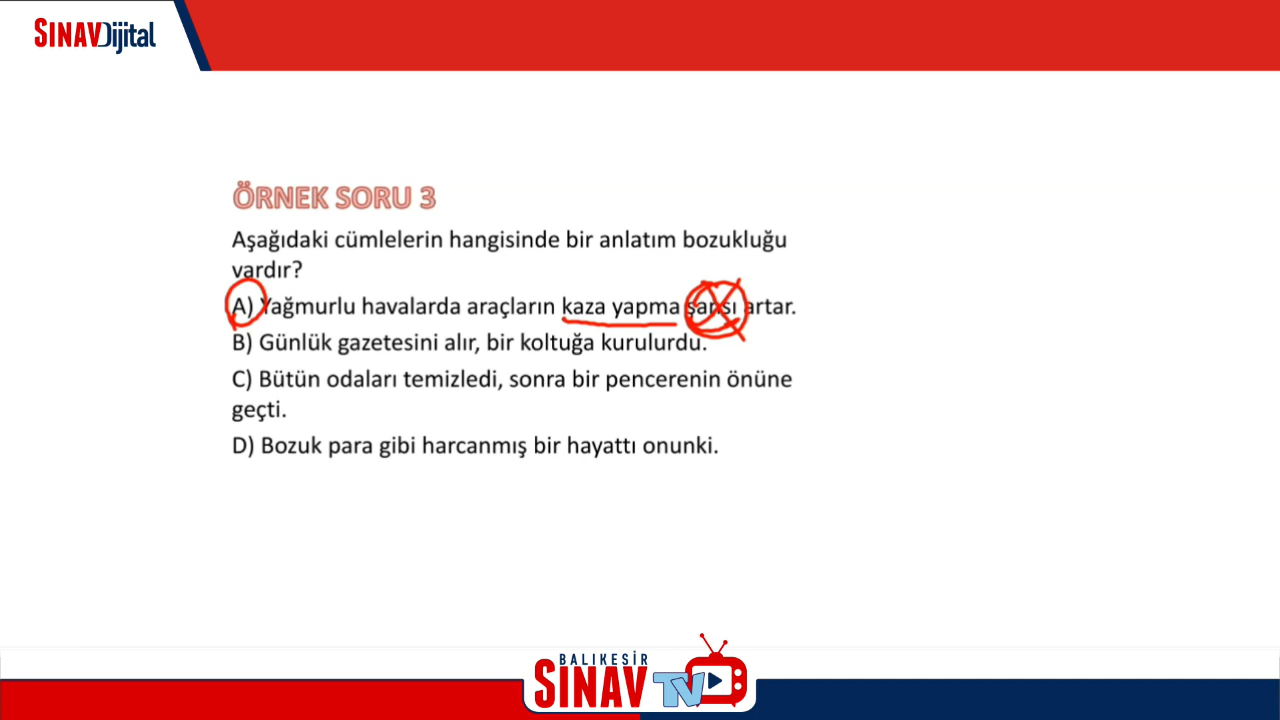 SINAVDijital
ÖRNEK SORU 3
Aşağıdaki cümlelerin hangisinde bir anlatım bozukluğu
vardır?
A) Yağmurlu havalarda araçların kaza yapma şansı artar.
B) Günlük gazetesini alır, bir koltuğa kurulurdu.
C) Bütün odaları temizledi, sonra bir pencerenin önüne
geçti.
D) Bozuk para gibi harcanmış bir hayattı onunki.
BALIKESİR
SINAV TV